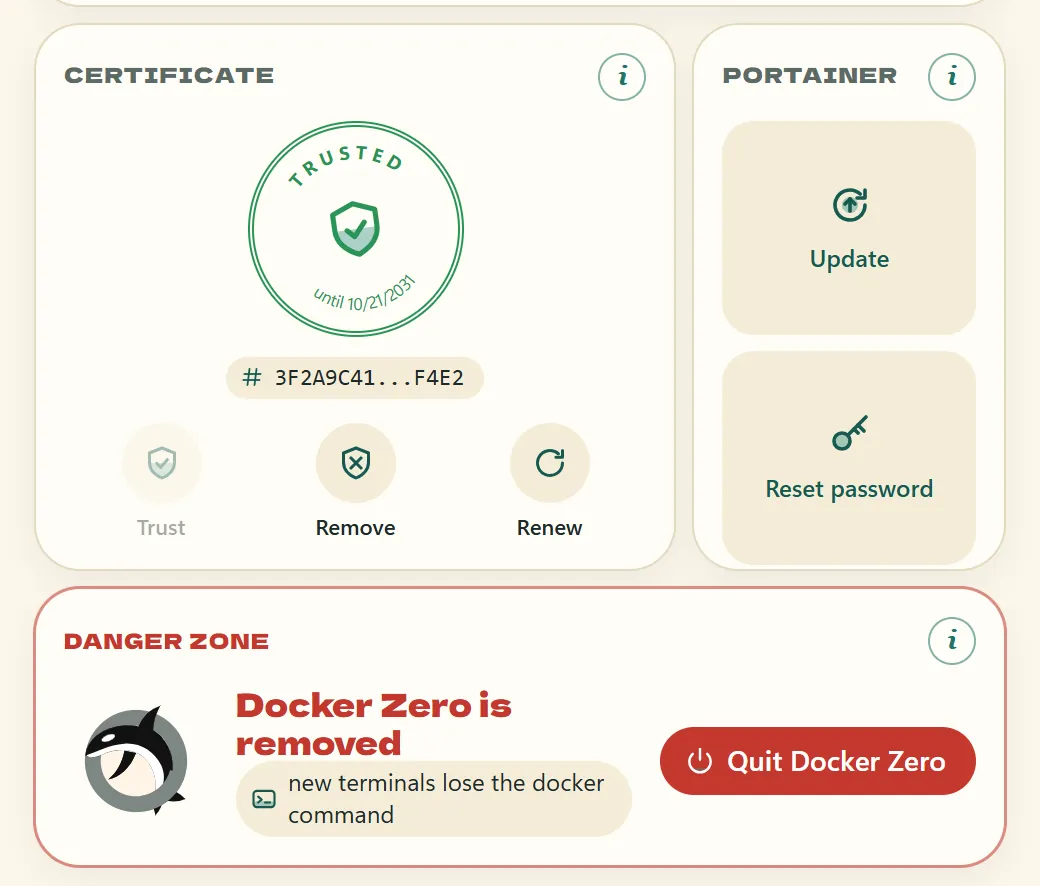 CERTIFICATE
i
TRUSTED
until 10/21/2031
# 3F2A9C41...F4E2
Trust
Remove
Renew
PORTAINER
i
Update
Reset password
DANGER ZONE
i
Docker Zero is
removed
new terminals lose the docker
command
Quit Docker Zero